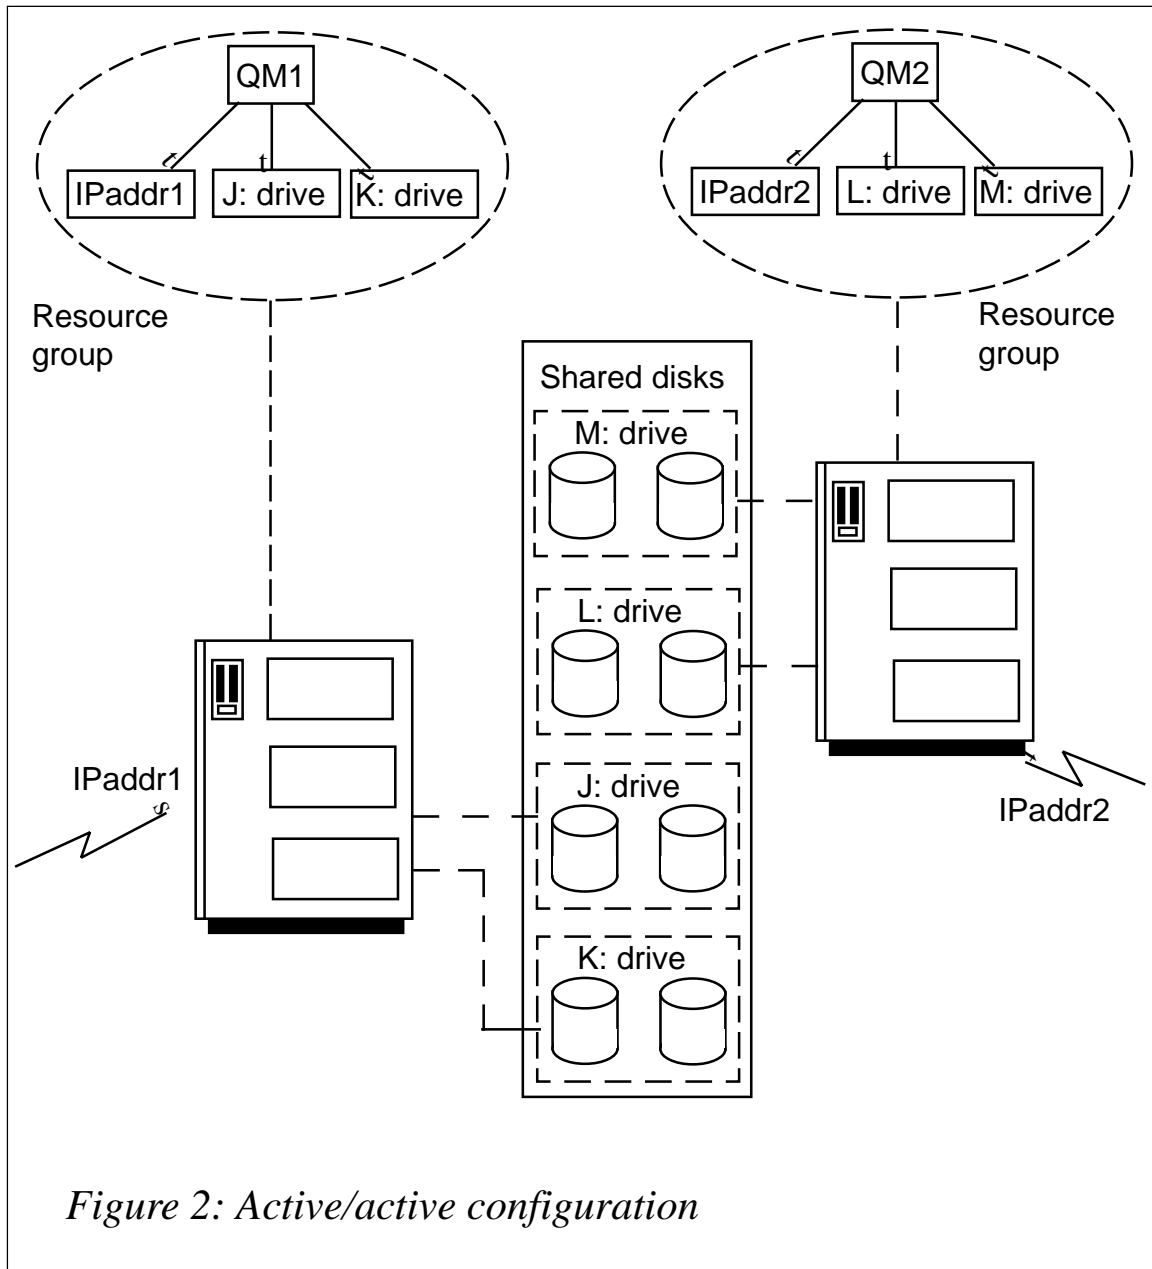 QM1
IPaddr1
J: drive
K: drive
QM2
IPaddr2
L: drive
M: drive
Resource
group
Resource
group
Shared disks
M: drive
L: drive
J: drive
K: drive
IPaddr1
IPaddr2
Figure 2: Active/active configuration